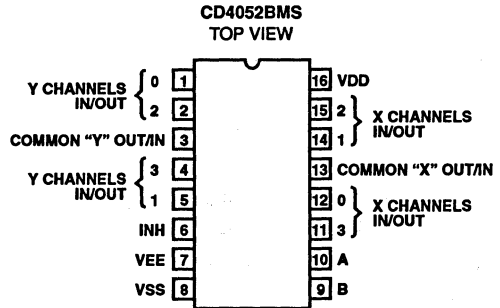 CD4052BMS
TOP VIEW
Y CHANNELS IN/OUT
0 1
2 2
COMMON "Y" OUT/IN 3
Y CHANNELS IN/OUT
3 4
1 5
INH 6
VEE 7
VSS 8
16 VDD
15 2
14 1
X CHANNELS IN/OUT
13 COMMON "X" OUT/IN
12 0
11 3
X CHANNELS IN/OUT
10 A
9 B